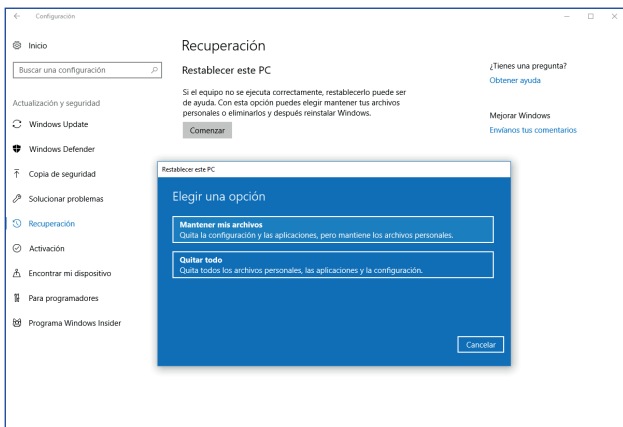 Configuración
Inicio
Buscar una configuración
Actualización y seguridad
Windows Update
Windows Defender
Copia de seguridad
Solucionar problemas
Recuperación
Activación
Encontrar mi dispositivo
Para programadores
Programa Windows Insider
Recuperación
Restablecer este PC
Si el equipo no se ejecuta correctamente, restablecerlo puede ser
de ayuda. Con esta opción puedes elegir mantener tus archivos
personales o eliminarlos y después reinstalar Windows.
Comenzar
¿Tienes una pregunta?
Obtener ayuda
Mejorar Windows
Envíanos tus comentarios
Restablecer este PC
Elegir una opción
Mantener mis archivos
Quita la configuración y las aplicaciones, pero mantiene los archivos personales.
Quitar todo
Quita todos los archivos personales, las aplicaciones y la configuración.
Cancelar